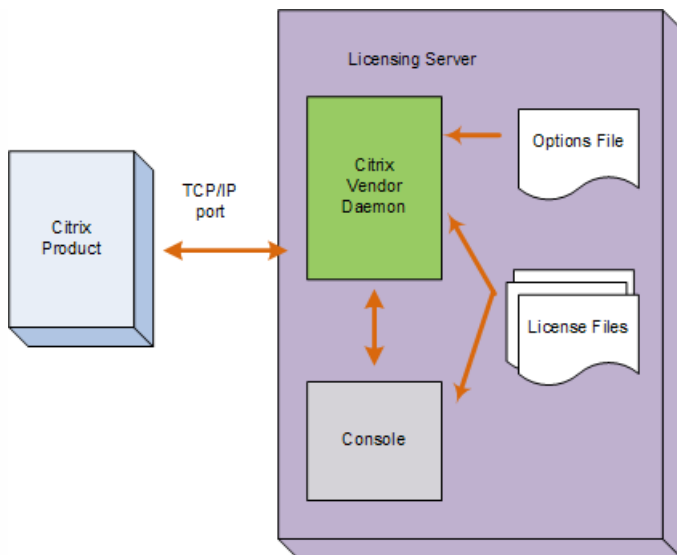 Licensing Server
Citrix
Vendor
Daemon
Options File
TCP/IP
port
Citrix
Product
License Files
Console